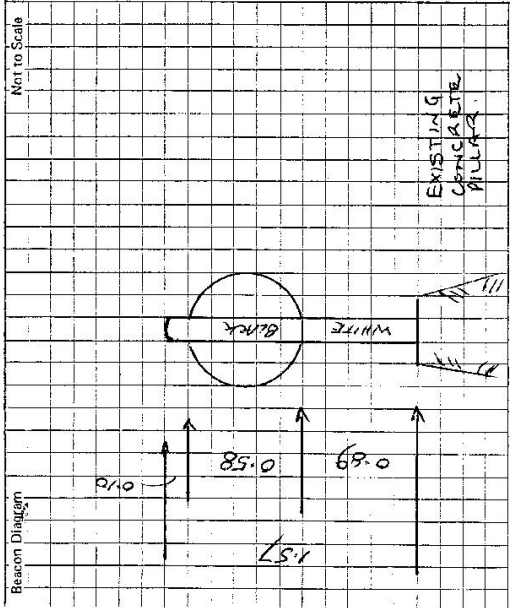 Beacon Diagram
Not to Scale
0.10
0.58
0.89
1.57
BLACK
WHITE
EXISTING
CONCRETE
PILLAR.